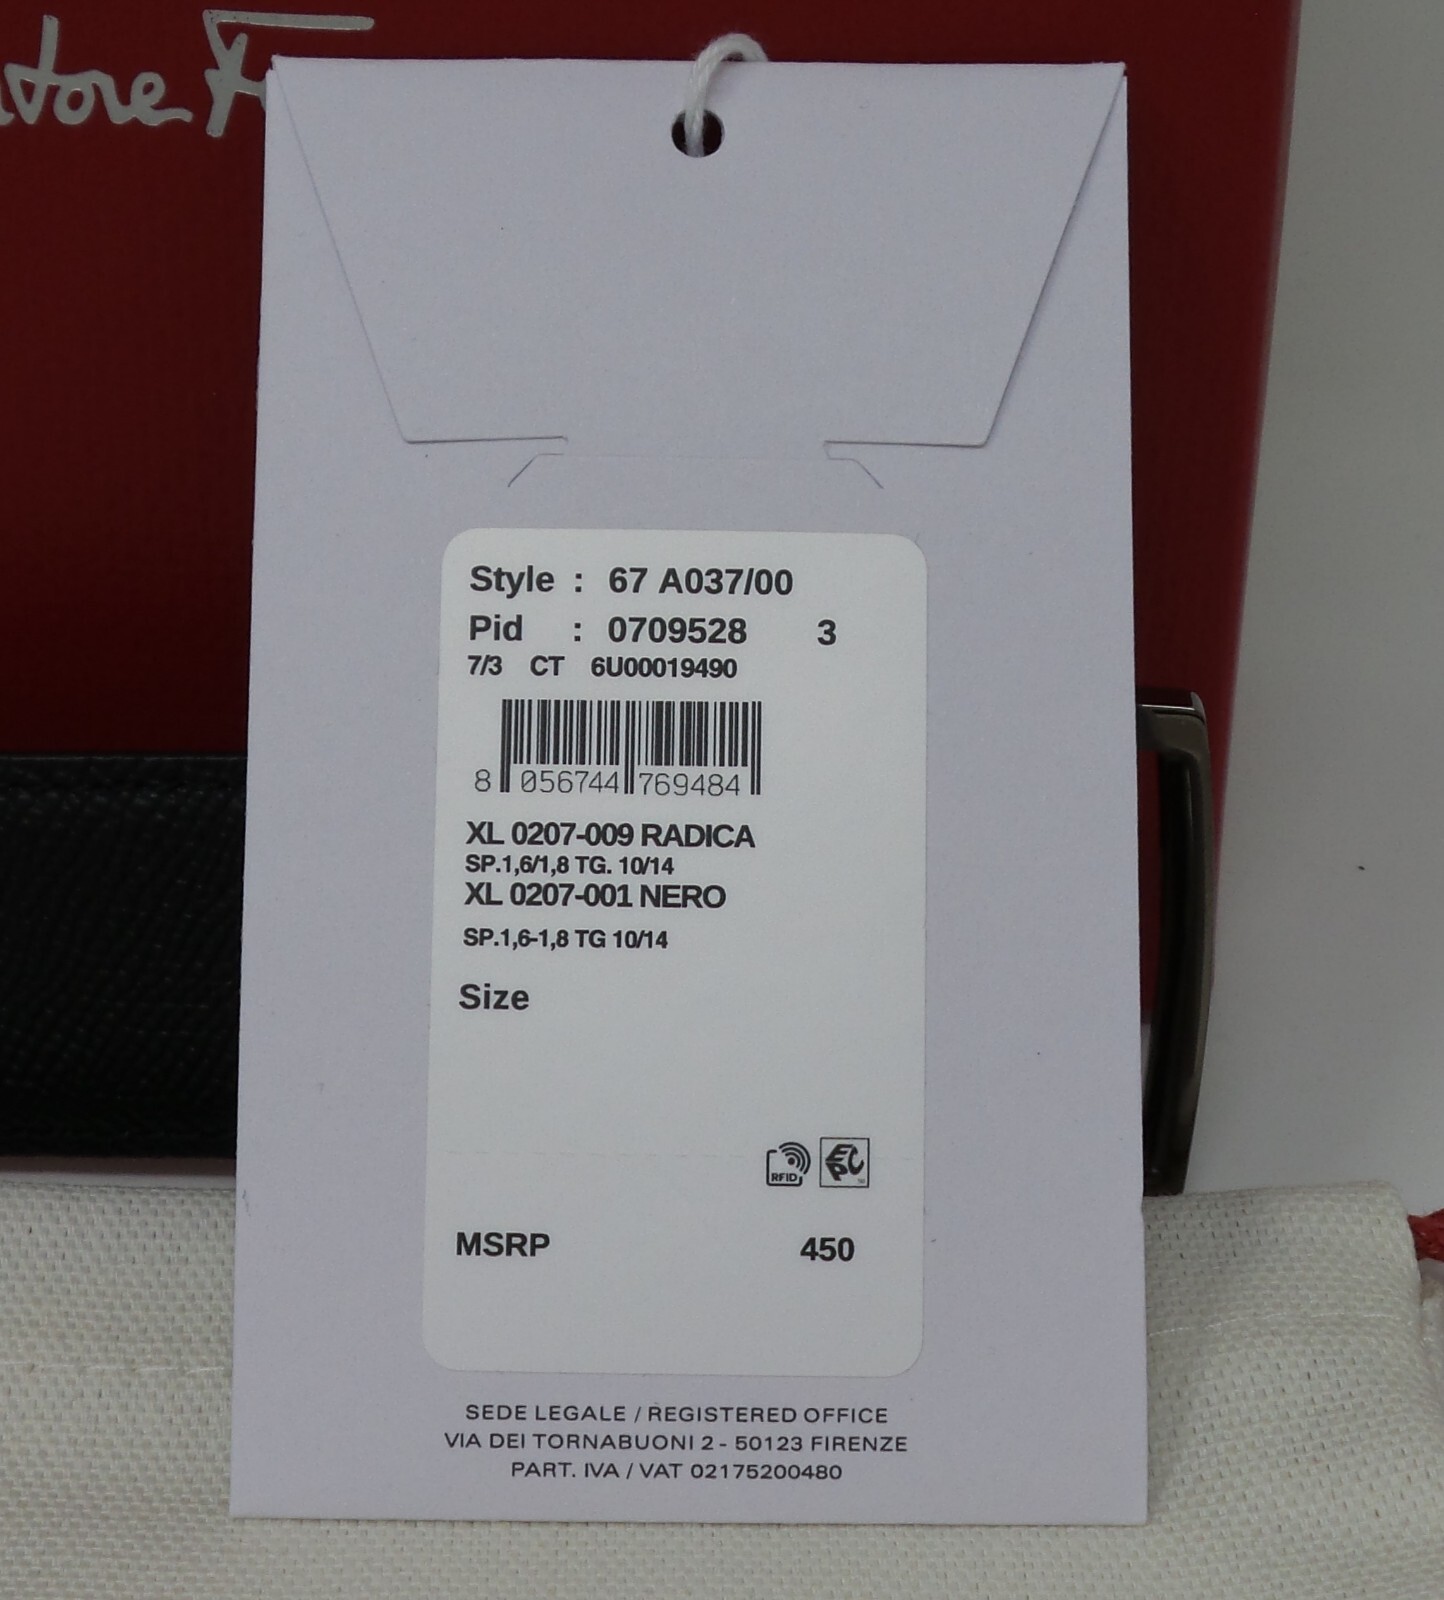 Style : 67 A037/00
Pid : 0709528 3
7/3 CT 6U00019490
8 056744 769484
XL 0207-009 RADICA
SP.1,6/1,8 TG. 10/14
XL 0207-001 NERO
SP.1,6-1,8 TG 10/14
Size
RFID
EPC
MSRP 450
SEDE LEGALE / REGISTERED OFFICE
VIA DEI TORNABUONI 2 - 50123 FIRENZE
PART. IVA / VAT 02175200480